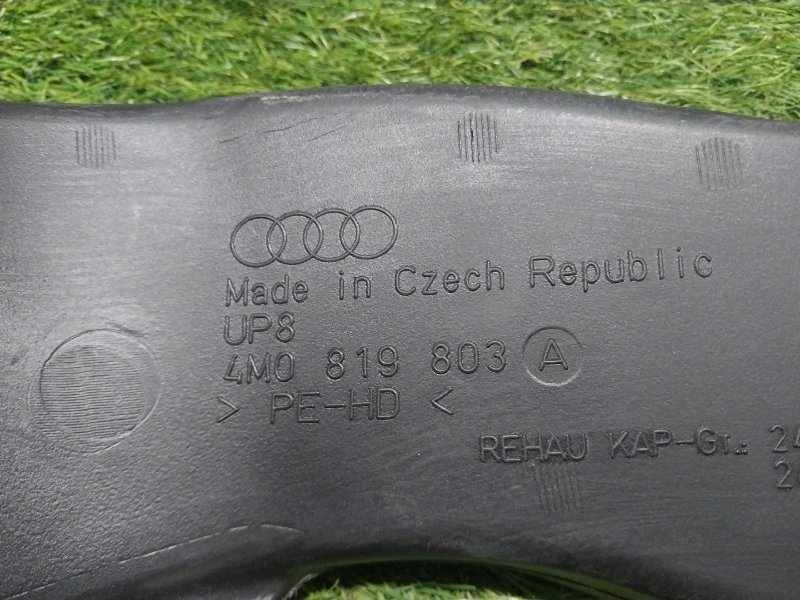 Made in Czech Republic
UP8
4M0 819 803 A
> PE-HD <
REHAU KAP-Gr.: